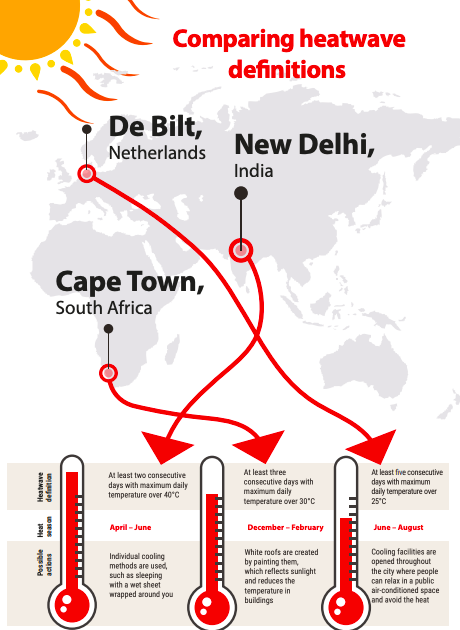 Comparing heatwave
definitions
De Bilt,
Netherlands
New Delhi,
India
Cape Town,
South Africa
Heatwave
definition
At least two consecutive
days with maximum daily
temperature over 40°C
At least three
consecutive days with
maximum daily
temperature over 30°C
At least five consecutive
days with maximum
daily temperature over
25°C
Heat
season
April – June
December – February
June – August
Possible
actions
Individual cooling
methods are used,
such as sleeping
with a wet sheet
wrapped around you
White roofs are created
by painting them,
which reflects sunlight
and reduces the
temperature in
buildings
Cooling facilities are
opened throughout
the city where people
can relax in a public
air-conditioned space
and avoid the heat